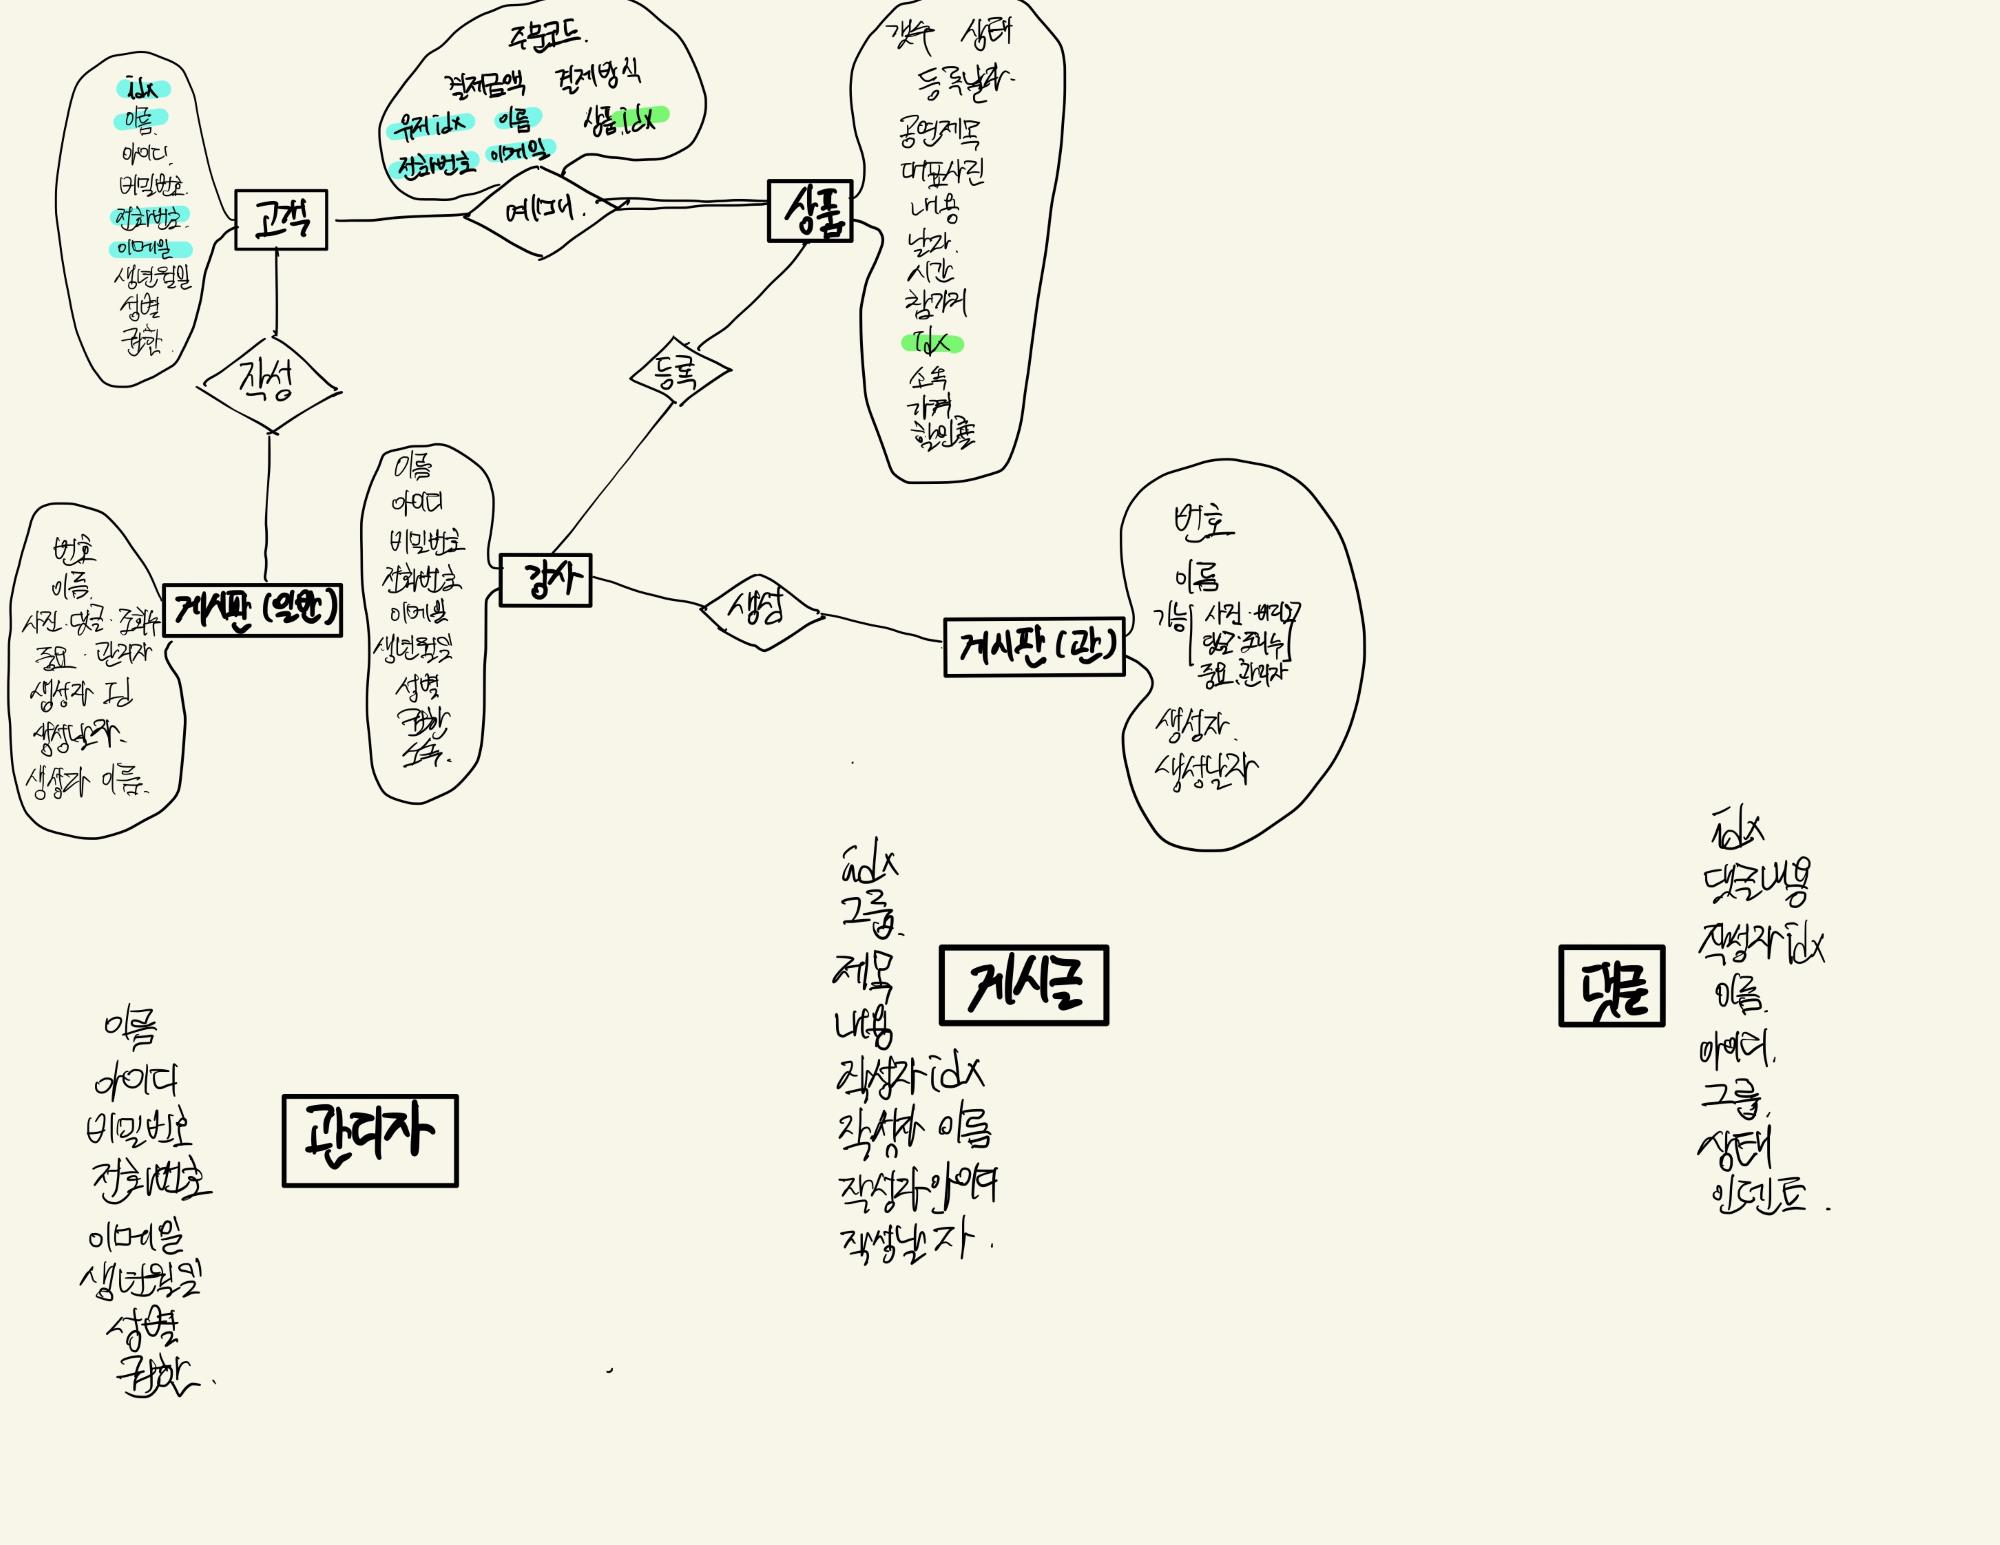 주문코드.
결제금액 결제방식
유저idx 이름 상품idx
전화번호 이메일
예매.
idx
이름.
아이디.
비밀번호.
전화번호.
이메일
생년월일
성별
권한.
고객
작성
갯수 상태
등록날자.
공연제목
대표사진
내용
날자.
시간
참가비
idx
소속
가격
할인률
상품
등록
번호
이름.
사진·댓글·조회수
중요·관리자
생성자 Id
생성날자.
생성자 이름.
게시판(일반)
이름
아이디
비밀번호
전화번호
이메일
생년월일
성별
권한
소속.
강사
생성
게시판(관)
번호
이름
기능 사진·비디오
댓글·조회수
중요·관리자
생성자.
생성날자
이름
아이디
비밀번호
전화번호
이메일
생년월일
성별
권한.
관리자
idx
그룹.
제목
내용
작성자idx
작성자 이름
작성자아이디
작성날자.
게시글
댓글
idx
댓글내용
작성자idx
이름.
아이디.
그룹.
상태
인덴트.